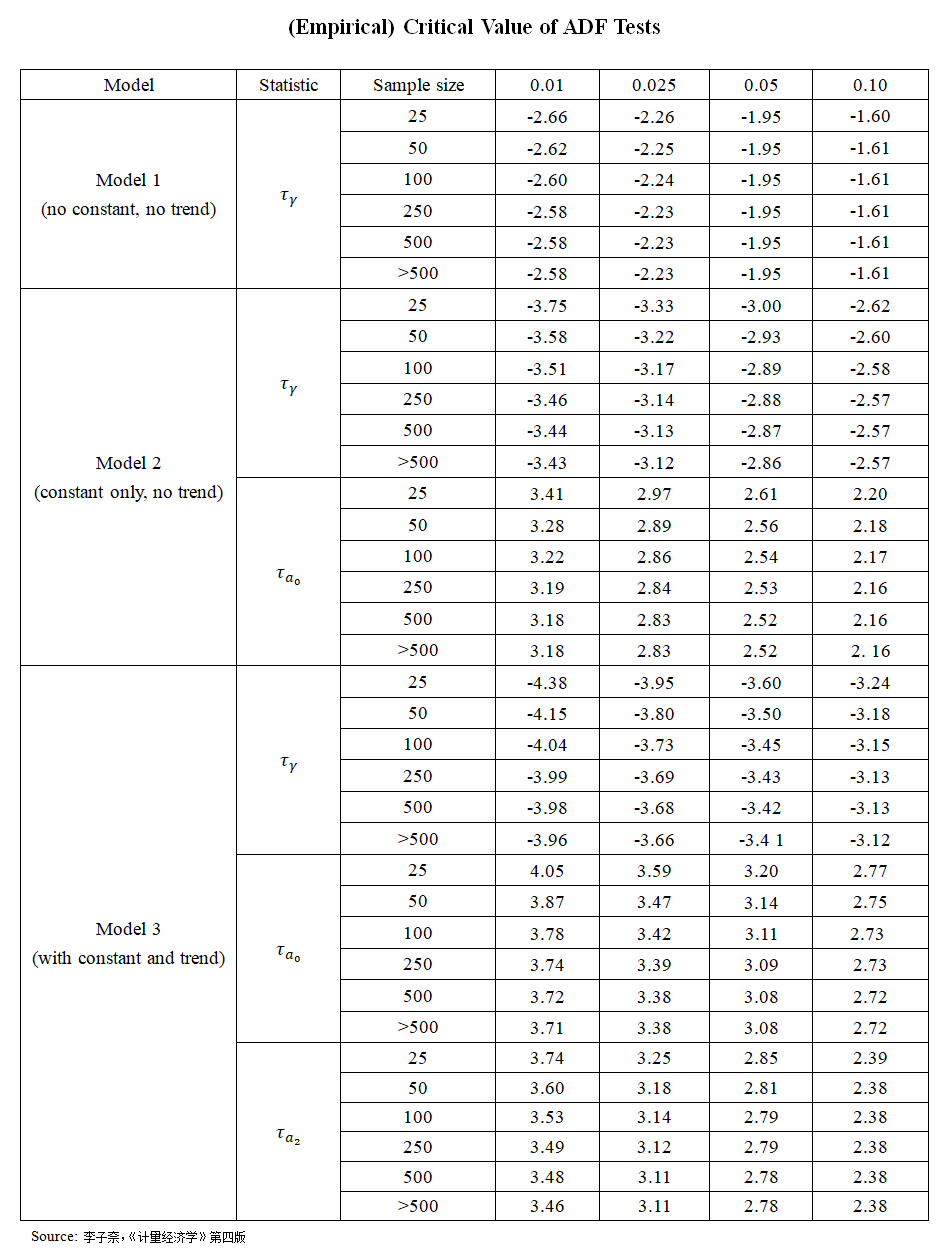 (Empirical) Critical Value of ADF Tests
Model Statistic Sample size 0.01 0.025 0.05 0.10
Model 1
(no constant, no trend)
τγ
25 -2.66 -2.26 -1.95 -1.60
50 -2.62 -2.25 -1.95 -1.61
100 -2.60 -2.24 -1.95 -1.61
250 -2.58 -2.23 -1.95 -1.61
500 -2.58 -2.23 -1.95 -1.61
>500 -2.58 -2.23 -1.95 -1.61
Model 2
(constant only, no trend)
τγ
25 -3.75 -3.33 -3.00 -2.62
50 -3.58 -3.22 -2.93 -2.60
100 -3.51 -3.17 -2.89 -2.58
250 -3.46 -3.14 -2.88 -2.57
500 -3.44 -3.13 -2.87 -2.57
>500 -3.43 -3.12 -2.86 -2.57
τa₀
25 3.41 2.97 2.61 2.20
50 3.28 2.89 2.56 2.18
100 3.22 2.86 2.54 2.17
250 3.19 2.84 2.53 2.16
500 3.18 2.83 2.52 2.16
>500 3.18 2.83 2.52 2. 16
Model 3
(with constant and trend)
τγ
25 -4.38 -3.95 -3.60 -3.24
50 -4.15 -3.80 -3.50 -3.18
100 -4.04 -3.73 -3.45 -3.15
250 -3.99 -3.69 -3.43 -3.13
500 -3.98 -3.68 -3.42 -3.13
>500 -3.96 -3.66 -3.4 1 -3.12
τa₀
25 4.05 3.59 3.20 2.77
50 3.87 3.47 3.14 2.75
100 3.78 3.42 3.11 2.73
250 3.74 3.39 3.09 2.73
500 3.72 3.38 3.08 2.72
>500 3.71 3.38 3.08 2.72
τa₂
25 3.74 3.25 2.85 2.39
50 3.60 3.18 2.81 2.38
100 3.53 3.14 2.79 2.38
250 3.49 3.12 2.79 2.38
500 3.48 3.11 2.78 2.38
>500 3.46 3.11 2.78 2.38
Source: 李子奈，《计量经济学》第四版